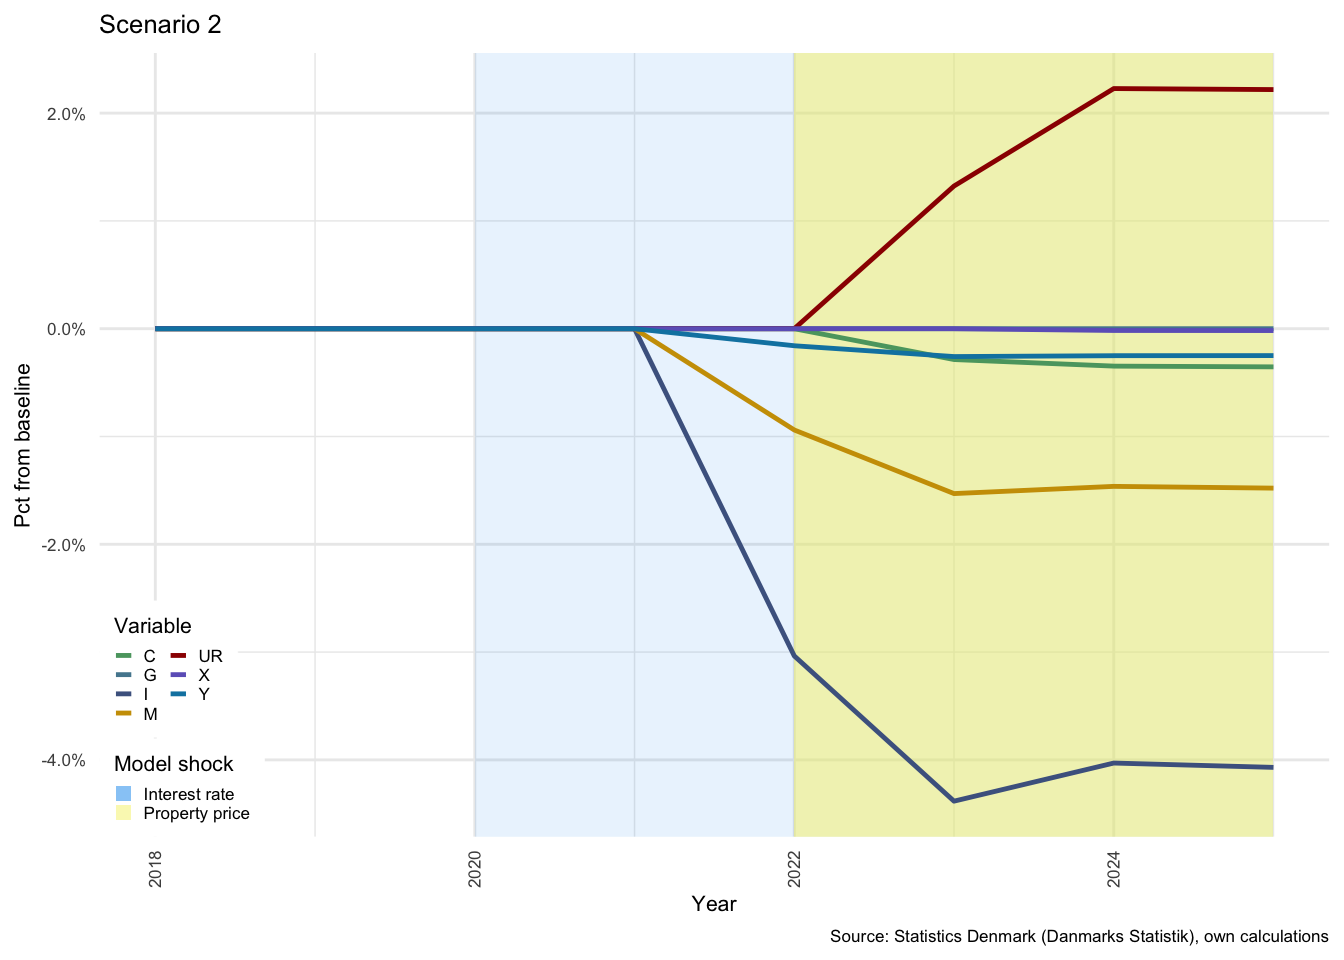 Scenario 2
2.0%
0.0%
-2.0%
-4.0%
Pct from baseline
Variable
C UR
G X
I Y
M
Model shock
Interest rate
Property price
2018 2020 2022 2024
Year
Source: Statistics Denmark (Danmarks Statistik), own calculations